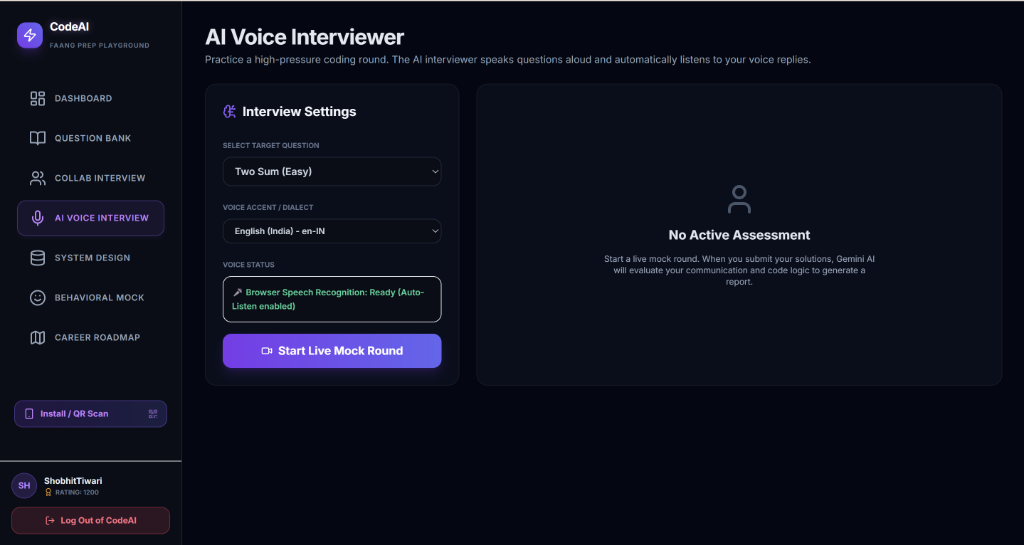 CodeAI
FAANG PREP PLAYGROUND
DASHBOARD
QUESTION BANK
COLLAB INTERVIEW
AI VOICE INTERVIEW
SYSTEM DESIGN
BEHAVIORAL MOCK
CAREER ROADMAP
Install / QR Scan
SH
ShobhitTiwari
RATING: 1200
Log Out of CodeAI
AI Voice Interviewer
Practice a high-pressure coding round. The AI interviewer speaks questions aloud and automatically listens to your voice replies.
Interview Settings
SELECT TARGET QUESTION
Two Sum (Easy)
VOICE ACCENT / DIALECT
English (India) - en-IN
VOICE STATUS
🎤 Browser Speech Recognition: Ready (Auto-
Listen enabled)
Start Live Mock Round
No Active Assessment
Start a live mock round. When you submit your solutions, Gemini AI
will evaluate your communication and code logic to generate a
report.